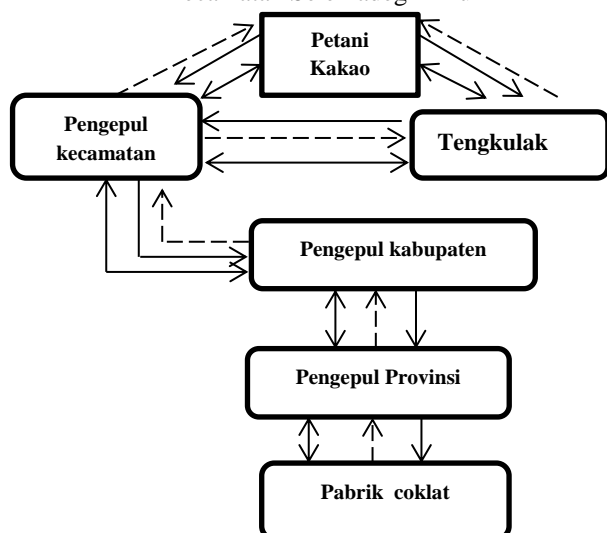 Petani
Kakao
Pengepul
kecamatan
Tengkulak
Pengepul kabupaten
Pengepul Provinsi
Pabrik coklat